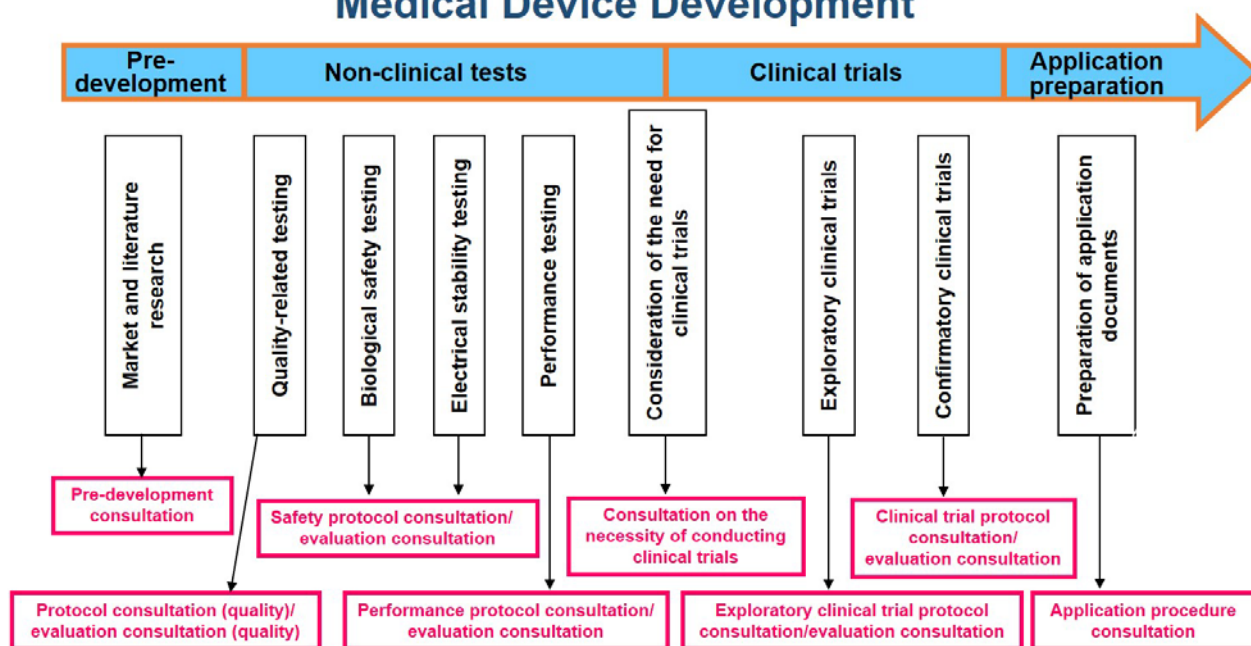 Medical Device Development
Pre-
development
Non-clinical tests
Clinical trials
Application
preparation
Market and literature
research
Quality-related testing
Biological safety testing
Electrical stability testing
Performance testing
Consideration of the need for
clinical trials
Exploratory clinical trials
Confirmatory clinical trials
Preparation of application
documents
Pre-development
consultation
Safety protocol consultation/
evaluation consultation
Consultation on the
necessity of conducting
clinical trials
Clinical trial protocol
consultation/
evaluation consultation
Protocol consultation (quality)/
evaluation consultation (quality)
Performance protocol consultation/
evaluation consultation
Exploratory clinical trial protocol
consultation/evaluation consultation
Application procedure
consultation